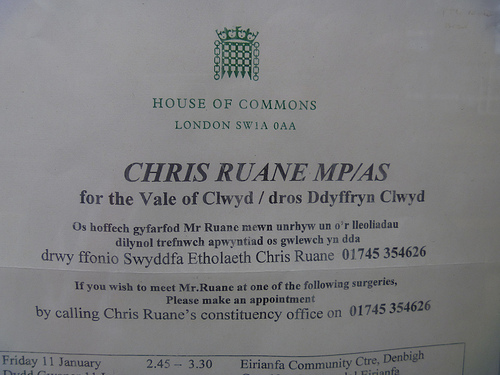 HOUSE OF COMMONS
LONDON SW1A 0AA
CHRIS RUANE MP/AS
for the Vale of Clwyd / dros Ddyffryn Clwyd
Os hoffech gyfarfod Mr Ruane mewn unrhyw un o'r lleoliadau
dilynol trefnwch apwyntiad os gwlewch yn dda
drwy ffonio Swyddfa Etholaeth Chris Ruane 01745 354626
If you wish to meet Mr.Ruane at one of the following surgeries,
Please make an appointment
by calling Chris Ruane's constituency office on 01745 354626
Friday 11 January 2.45 – 3.30 Eirianfa Community Ctre, Denbigh
Eirianfa